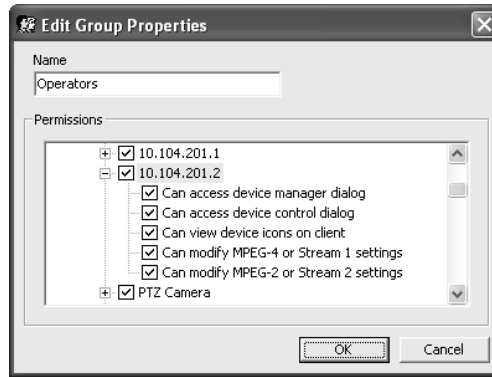 Edit Group Properties
Name
Operators
Permissions
10.104.201.1
10.104.201.2
Can access device manager dialog
Can access device control dialog
Can view device icons on client
Can modify MPEG-4 or Stream 1 settings
Can modify MPEG-2 or Stream 2 settings
PTZ Camera
OK Cancel